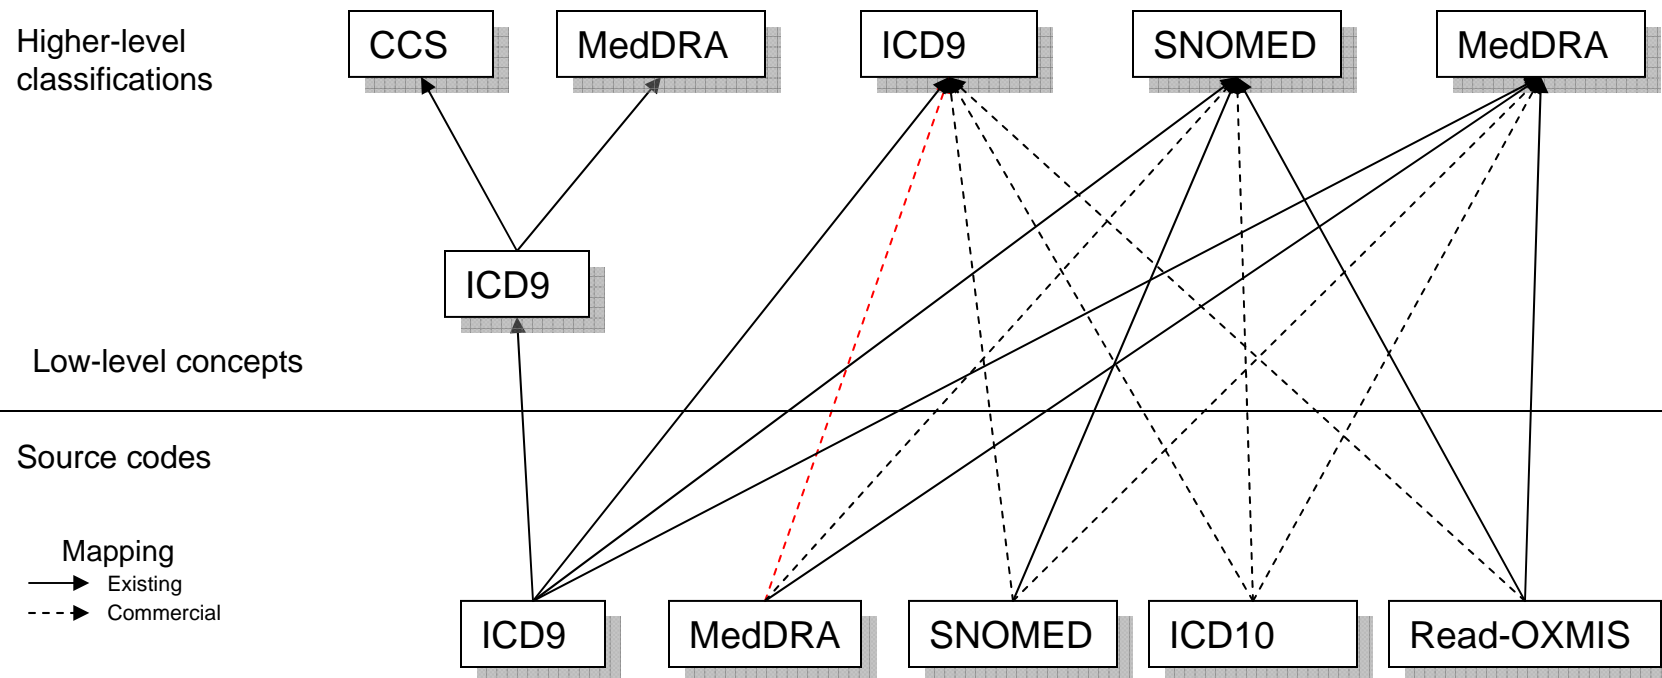 Higher-level
classifications
CCS
MedDRA
ICD9
SNOMED
MedDRA
ICD9
Low-level concepts
Source codes
Mapping
Existing
Commercial
ICD9
MedDRA
SNOMED
ICD10
Read-OXMIS